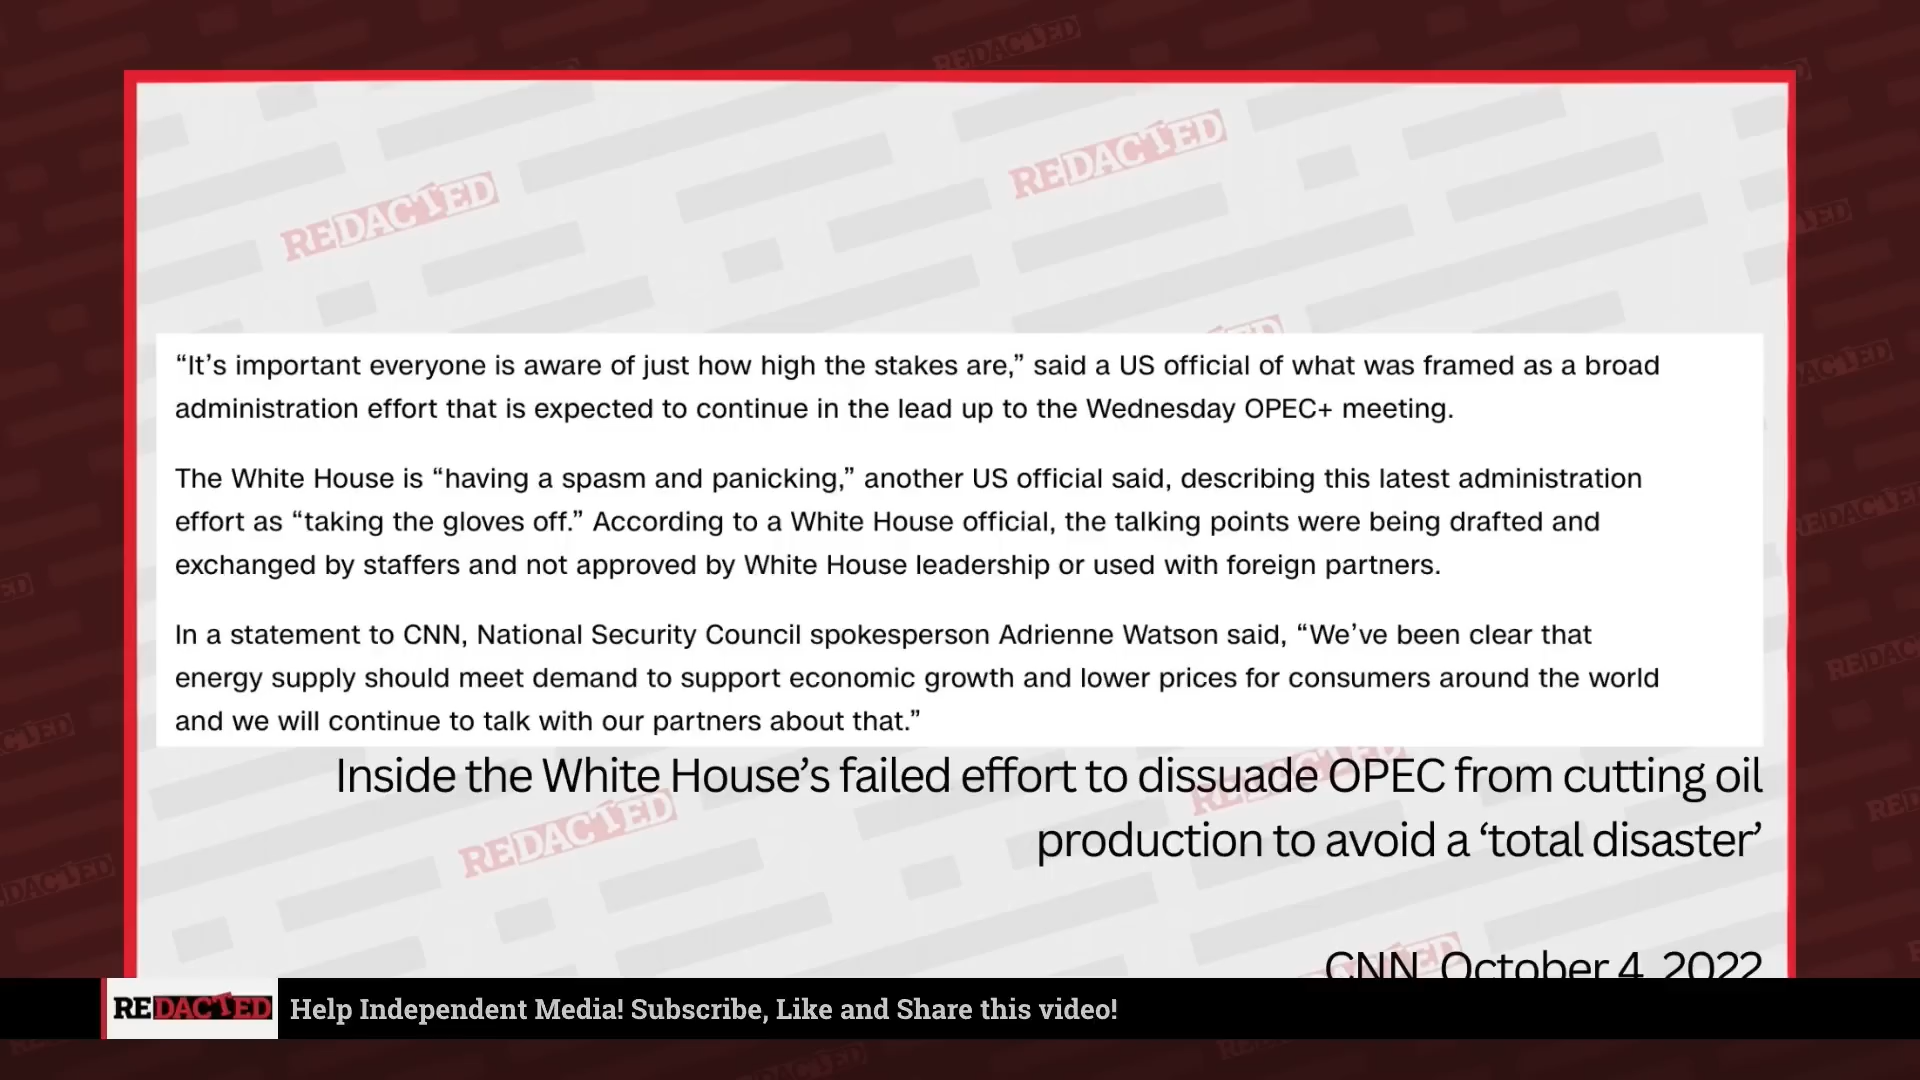 REDACTED
REDACTED
REDACTED
“It’s important everyone is aware of just how high the stakes are,” said a US official of what was framed as a broad
administration effort that is expected to continue in the lead up to the Wednesday OPEC+ meeting.
The White House is “having a spasm and panicking,” another US official said, describing this latest administration
effort as “taking the gloves off.” According to a White House official, the talking points were being drafted and
exchanged by staffers and not approved by White House leadership or used with foreign partners.
In a statement to CNN, National Security Council spokesperson Adrienne Watson said, “We’ve been clear that
energy supply should meet demand to support economic growth and lower prices for consumers around the world
and we will continue to talk with our partners about that.”
Inside the White House’s failed effort to dissuade OPEC from cutting oil
production to avoid a ‘total disaster’
REDACTED
CNN, October 4, 2022
REDACTED Help Independent Media! Subscribe, Like and Share this video!